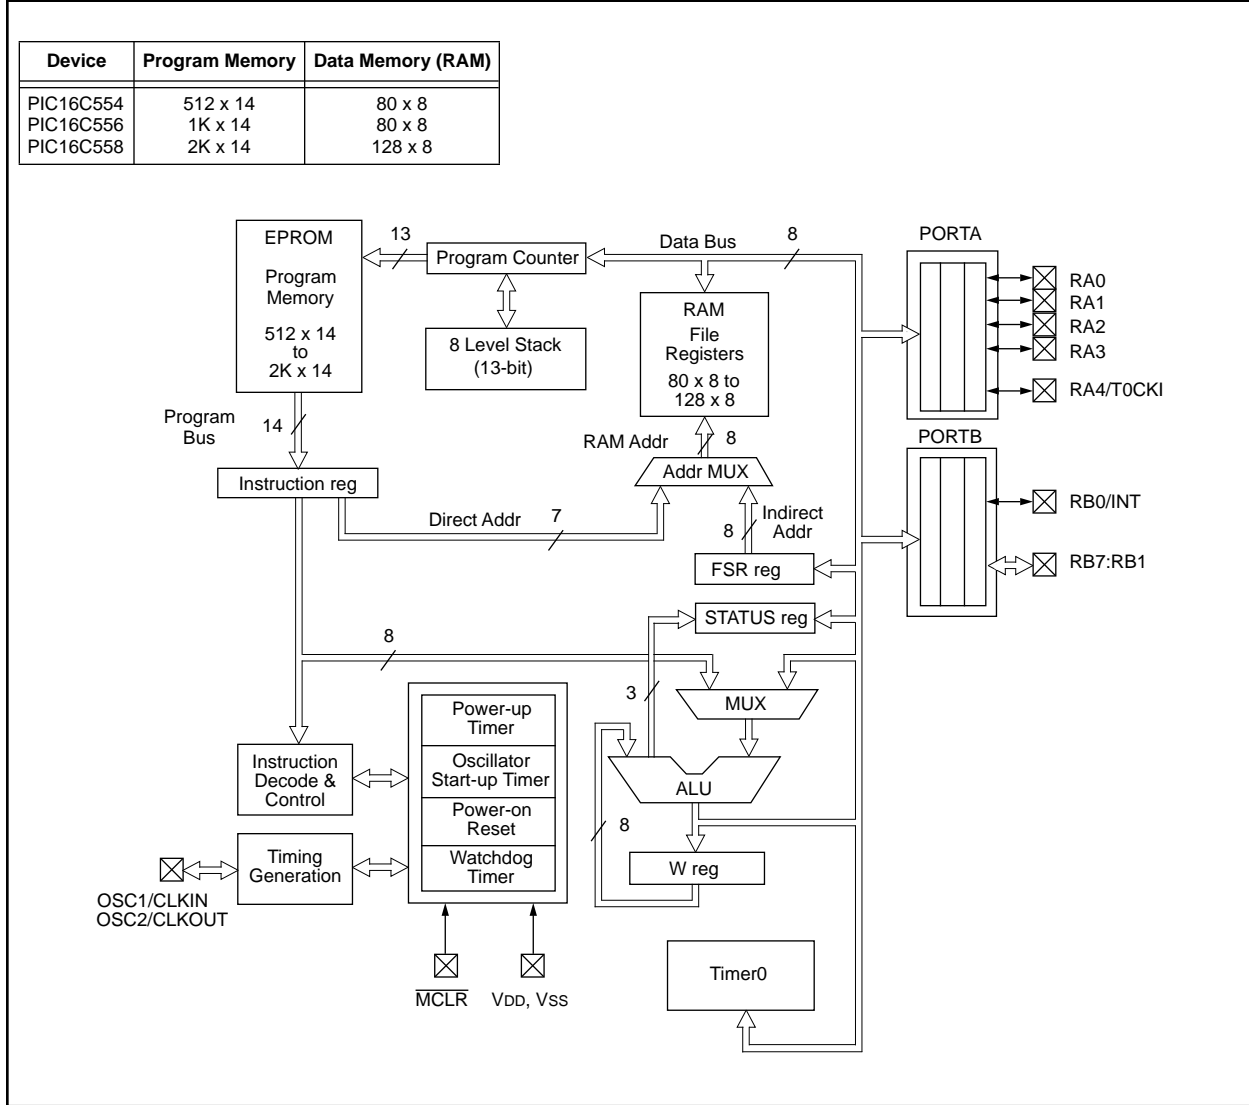 Device Program Memory Data Memory (RAM)
PIC16C554 512 x 14 80 x 8
PIC16C556 1K x 14 80 x 8
PIC16C558 2K x 14 128 x 8
EPROM
Program
Memory
512 x 14
to
2K x 14
13
Program Counter
Data Bus
8
PORTA
RA0
RA1
RA2
RA3
RA4/T0CKI
8 Level Stack
(13-bit)
RAM
File
Registers
80 x 8 to
128 x 8
Program
Bus
14
RAM Addr
8
PORTB
Instruction reg
Addr MUX
RB0/INT
Direct Addr
7
8
Indirect
Addr
RB7:RB1
FSR reg
STATUS reg
8
3
MUX
Power-up
Timer
Oscillator
Start-up Timer
Power-on
Reset
Watchdog
Timer
Instruction
Decode &
Control
ALU
8
Timing
Generation
W reg
OSC1/CLKIN
OSC2/CLKOUT
MCLR
VDD, VSS
Timer0